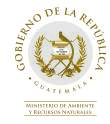 GOBIERNO DE LA REPÚBLICA
GUATEMALA
MINISTERIO DE AMBIENTE
Y RECURSOS NATURALES